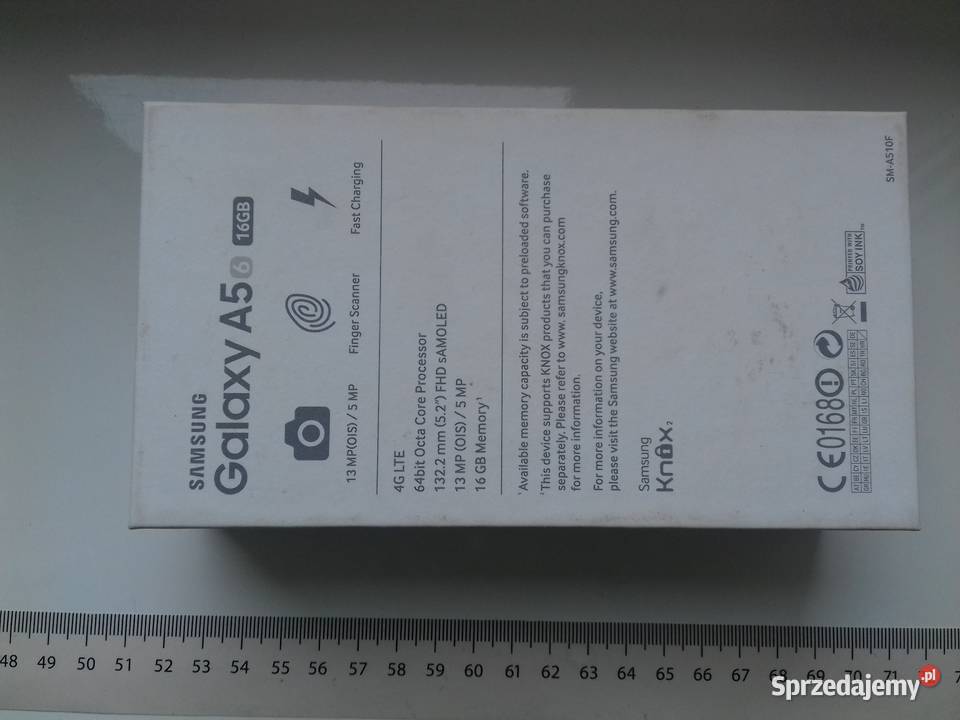 SAMSUNG
Galaxy A5 6 16GB
13 MP(OIS) / 5 MP
Finger Scanner
Fast Charging
4G LTE
64bit Octa Core Processor
132.2 mm (5.2") FHD sAMOLED
13 MP (OIS) / 5 MP
16 GB Memory¹
¹Available memory capacity is subject to preloaded software.
²This device supports KNOX products that you can purchase
separately. Please refer to www. samsungknox.com
for more information.
For more information on your device,
please visit the Samsung website at www.samsung.com.
Samsung
Knox₂
CE0168
PRINTED WITH
SOY INK™
SM-A510F
48 49 50 51 52 53 54 55 56 57 58 59 60 61 62 63 64 65 66 67 68 69 70 71
Sprzedajemy.pl